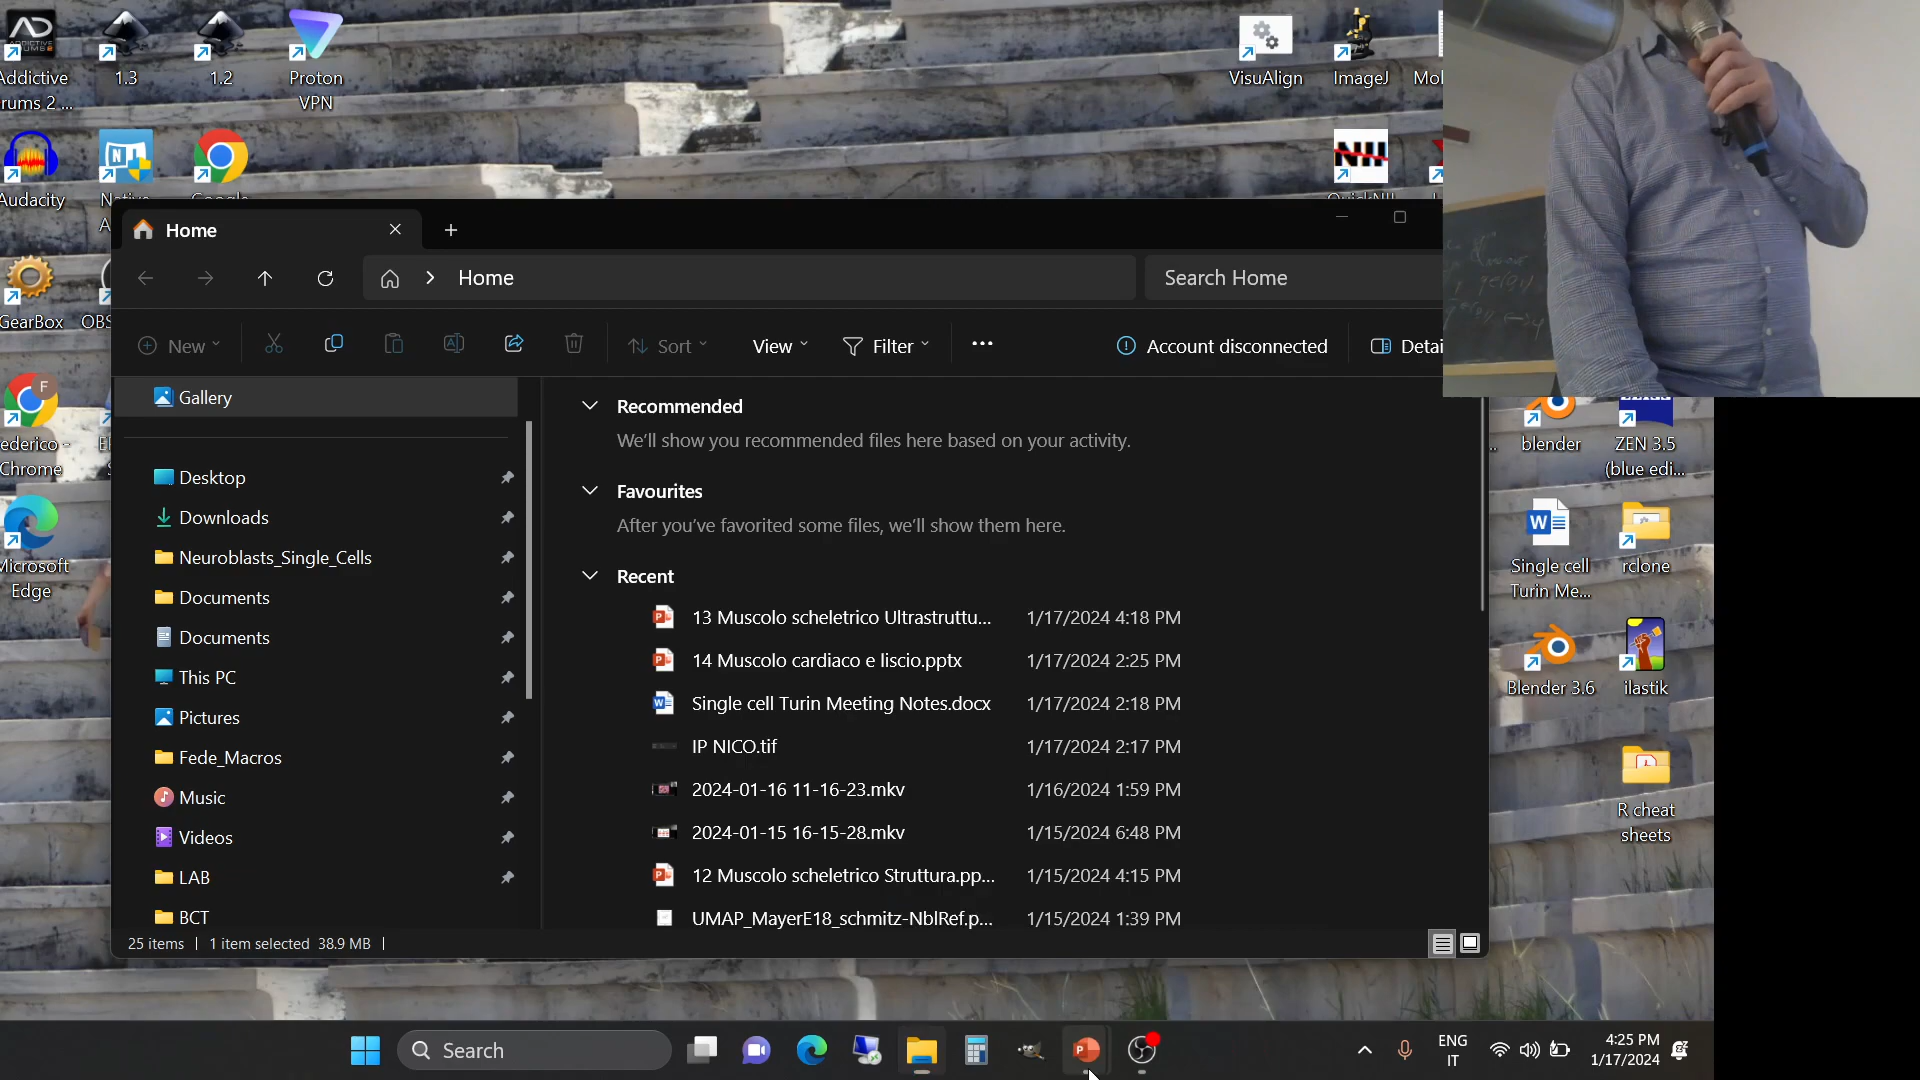 Addictive
rums 2 ...
1.3
1.2
Proton
VPN
VisuAlign
ImageJ
Mol
Audacity
Google
GearBox
OBS
F
ederico -
Chrome
Microsoft
Edge
Home
Home
Search Home
New
Sort
View
Filter
Account disconnected
Detai
Gallery
Desktop
Downloads
Neuroblasts_Single_Cells
Documents
Documents
This PC
Pictures
Fede_Macros
Music
Videos
LAB
BCT
Recommended
We'll show you recommended files here based on your activity.
Favourites
After you've favorited some files, we'll show them here.
Recent
13 Muscolo scheletrico Ultrastruttu... 1/17/2024 4:18 PM
14 Muscolo cardiaco e liscio.pptx 1/17/2024 2:25 PM
Single cell Turin Meeting Notes.docx 1/17/2024 2:18 PM
IP NICO.tif 1/17/2024 2:17 PM
2024-01-16 11-16-23.mkv 1/16/2024 1:59 PM
2024-01-15 16-15-28.mkv 1/15/2024 6:48 PM
12 Muscolo scheletrico Struttura.pp... 1/15/2024 4:15 PM
UMAP_MayerE18_schmitz-NblRef.p... 1/15/2024 1:39 PM
25 items 1 item selected 38.9 MB
blender
ZEN 3.5
(blue edi...
Single cell
Turin Me...
rclone
Blender 3.6
ilastik
R cheat
sheets
Search
ENG
IT
4:25 PM
1/17/2024